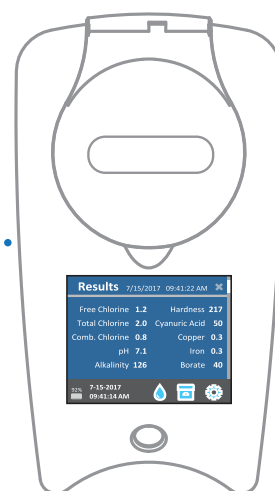 Results 7/15/2017 09:41:22 AM ×
Free Chlorine 1.2 Hardness 217
Total Chlorine 2.0 Cyanuric Acid 50
Comb. Chlorine 0.8 Copper 0.3
pH 7.1 Iron 0.3
Alkalinity 126 Borate 40
92% 7-15-2017
09:41:14 AM